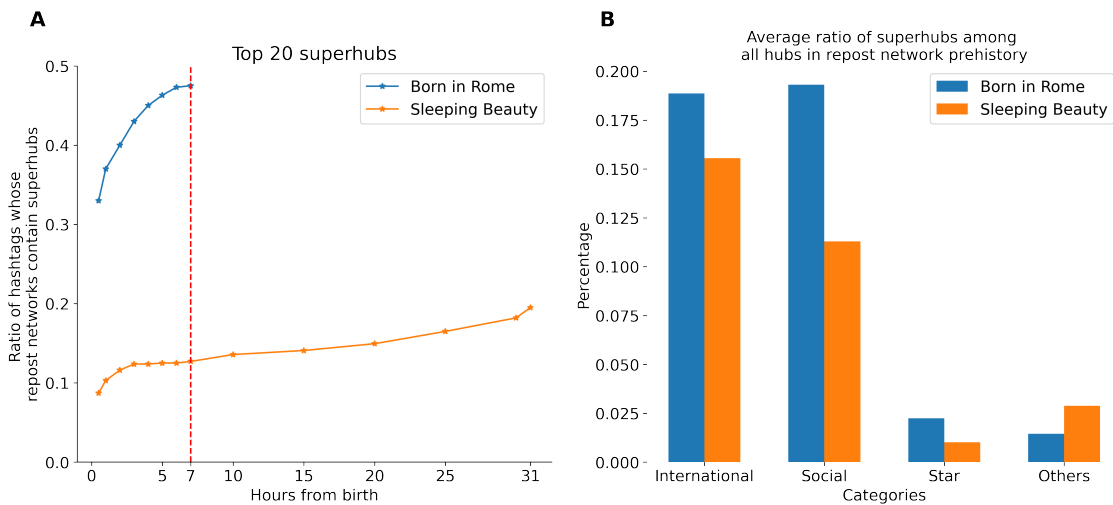 A
Top 20 superhubs
Born in Rome
Sleeping Beauty
Ratio of hashtags whose
repost networks contain superhubs
0.5
0.4
0.3
0.2
0.1
0.0
0
5
7
10
15
20
25
31
Hours from birth
B
Average ratio of superhubs among
all hubs in repost network prehistory
Born in Rome
Sleeping Beauty
Percentage
0.200
0.175
0.150
0.125
0.100
0.075
0.050
0.025
0.000
International
Social
Star
Others
Categories